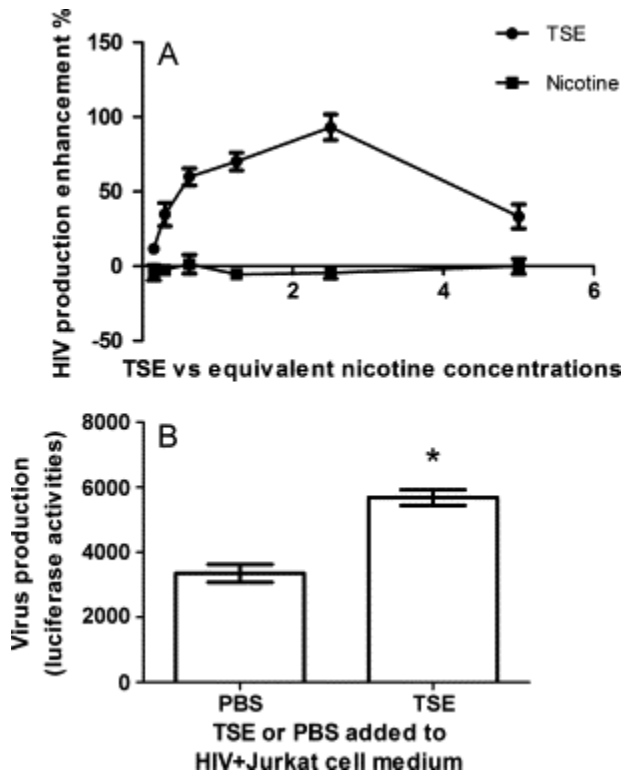 A
TSE
Nicotine
150
100
50
0
-50
2
4
6
HIV production enhancement %
TSE vs equivalent nicotine concentrations
B
*
8000
6000
4000
2000
0
Virus production
(luciferase activities)
PBS
TSE
TSE or PBS added to
HIV+Jurkat cell medium